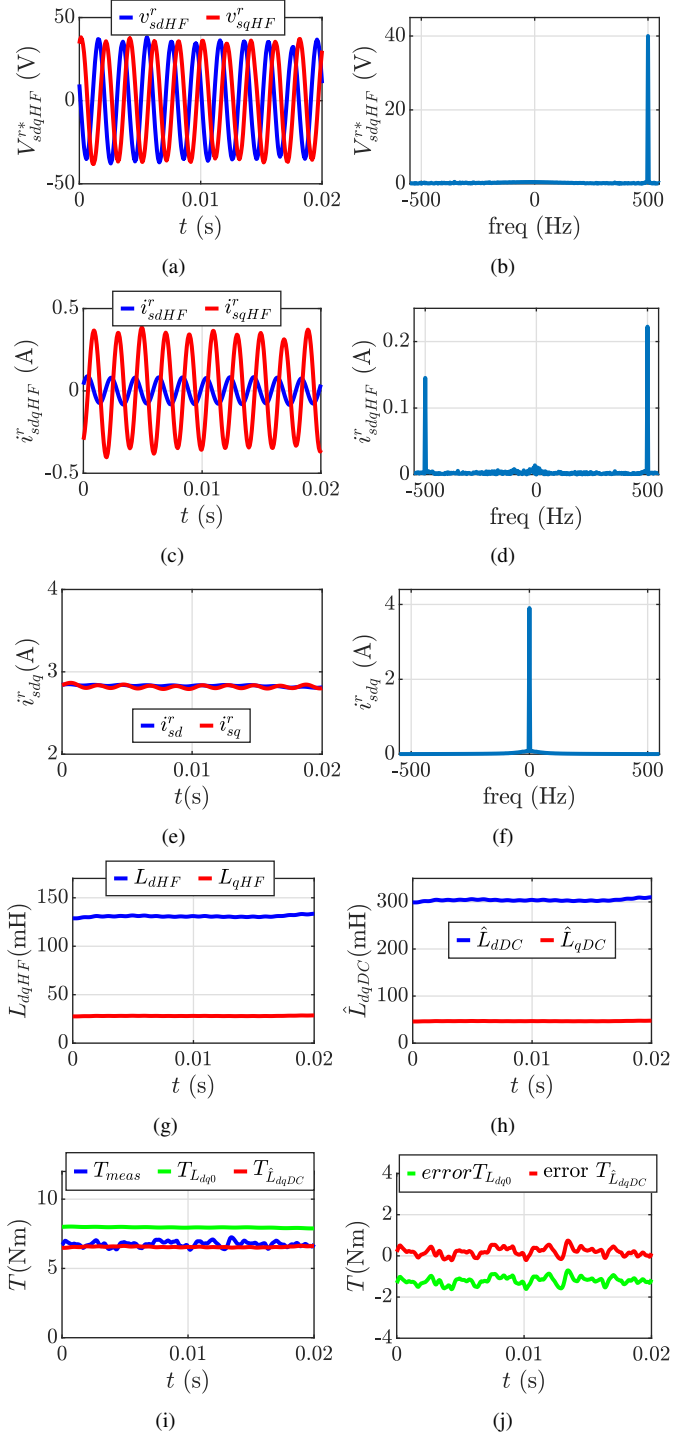 v^r_{sdHF} v^r_{sqHF}
V^{r*}_{sdqHF} (V)
50
0
-50
0 0.01 0.02
t (s)
(a)
V^{r*}_{sdqHF} (V)
40
20
0
-500 0 500
freq (Hz)
(b)
i^r_{sdHF} i^r_{sqHF}
i^r_{sdqHF} (A)
0.5
0
-0.5
0 0.01 0.02
t (s)
(c)
i^r_{sdqHF} (A)
0.2
0.1
0
-500 0 500
freq (Hz)
(d)
i^r_{sdq} (A)
4
3
2
i^r_{sd} i^r_{sq}
0 0.01 0.02
t(s)
(e)
i^r_{sdq} (A)
4
2
0
-500 0 500
freq (Hz)
(f)
L_{dHF} L_{qHF}
L_{dqHF}(mH)
150
100
50
0
0 0.01 0.02
t (s)
(g)
L̂_{dqDC}(mH)
300
200
100
0
L̂_{dDC} L̂_{qDC}
0 0.01 0.02
t (s)
(h)
T_{meas} T_{L_{dq0}} T_{L̂_{dqDC}}
T(Nm)
10
5
0
0 0.01 0.02
t (s)
(i)
errorT_{L_{dq0}} error T_{L̂_{dqDC}}
T(Nm)
4
2
0
-2
-4
0 0.01 0.02
t (s)
(j)